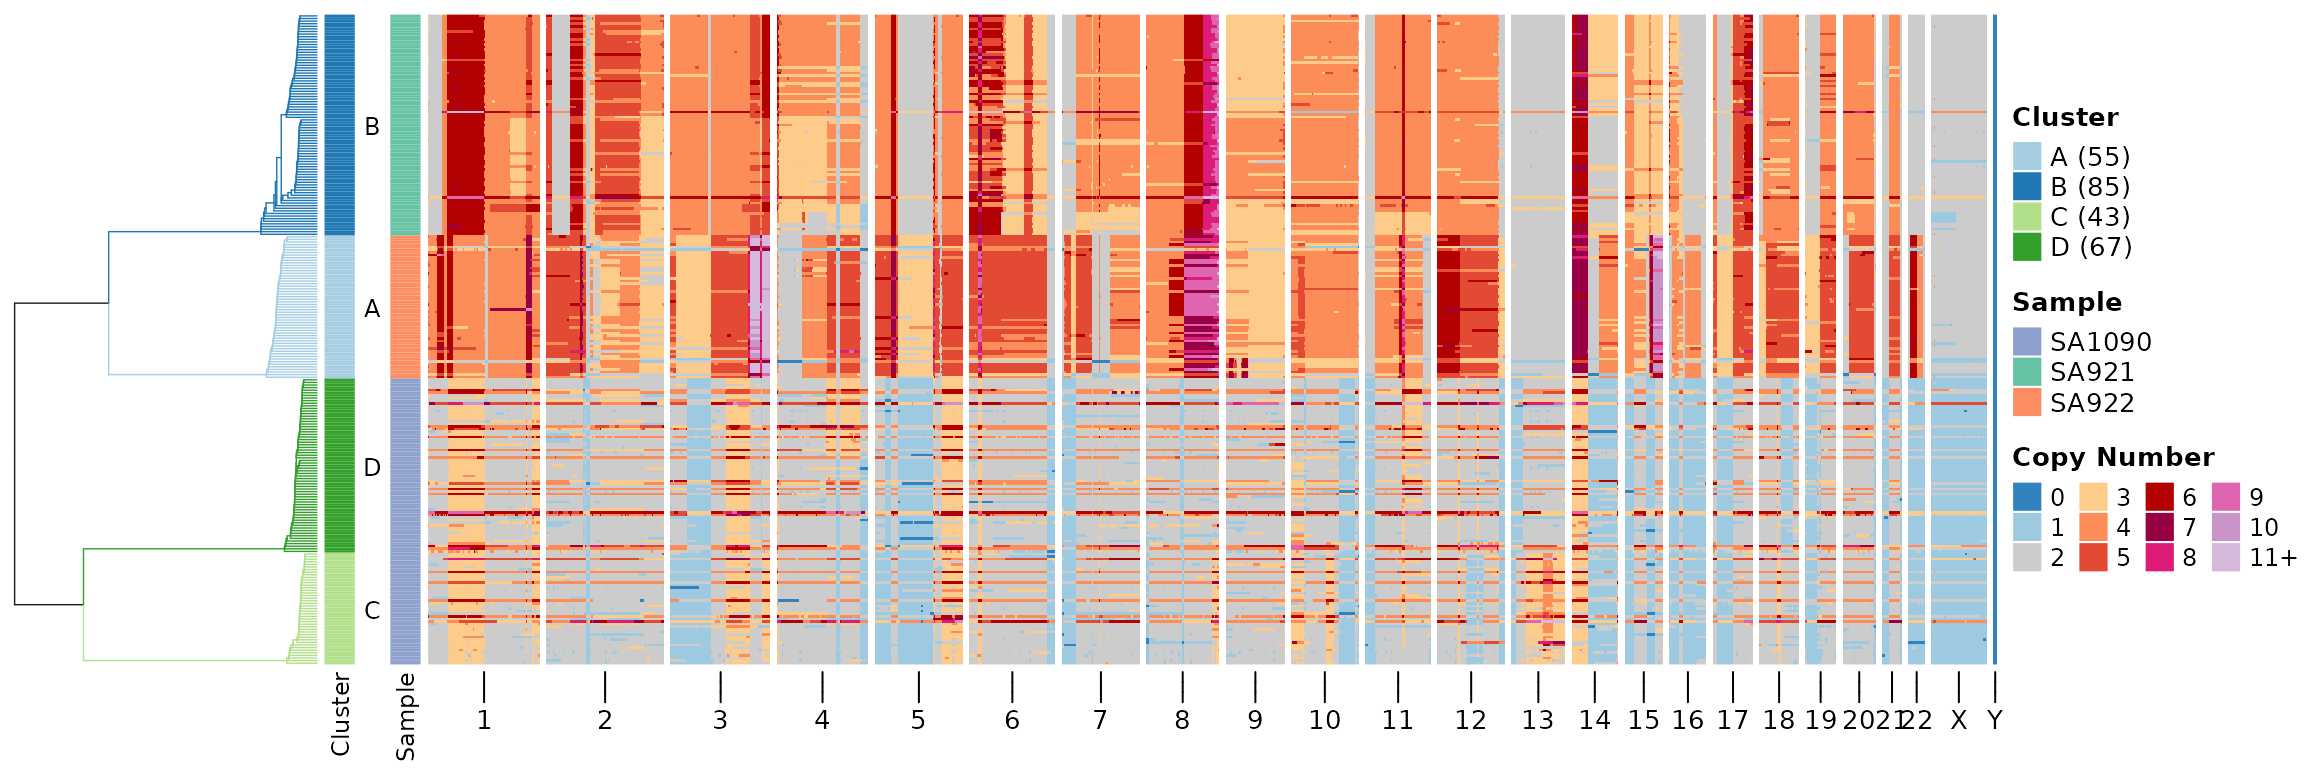 B
A
D
C
Cluster
Sample
1 2 3 4 5 6 7 8 9 10 11 12 13 14 15 16 17 18 19 20 21 22 X Y
Cluster
A (55)
B (85)
C (43)
D (67)
Sample
SA1090
SA921
SA922
Copy Number
0 3 6 9
1 4 7 10
2 5 8 11+